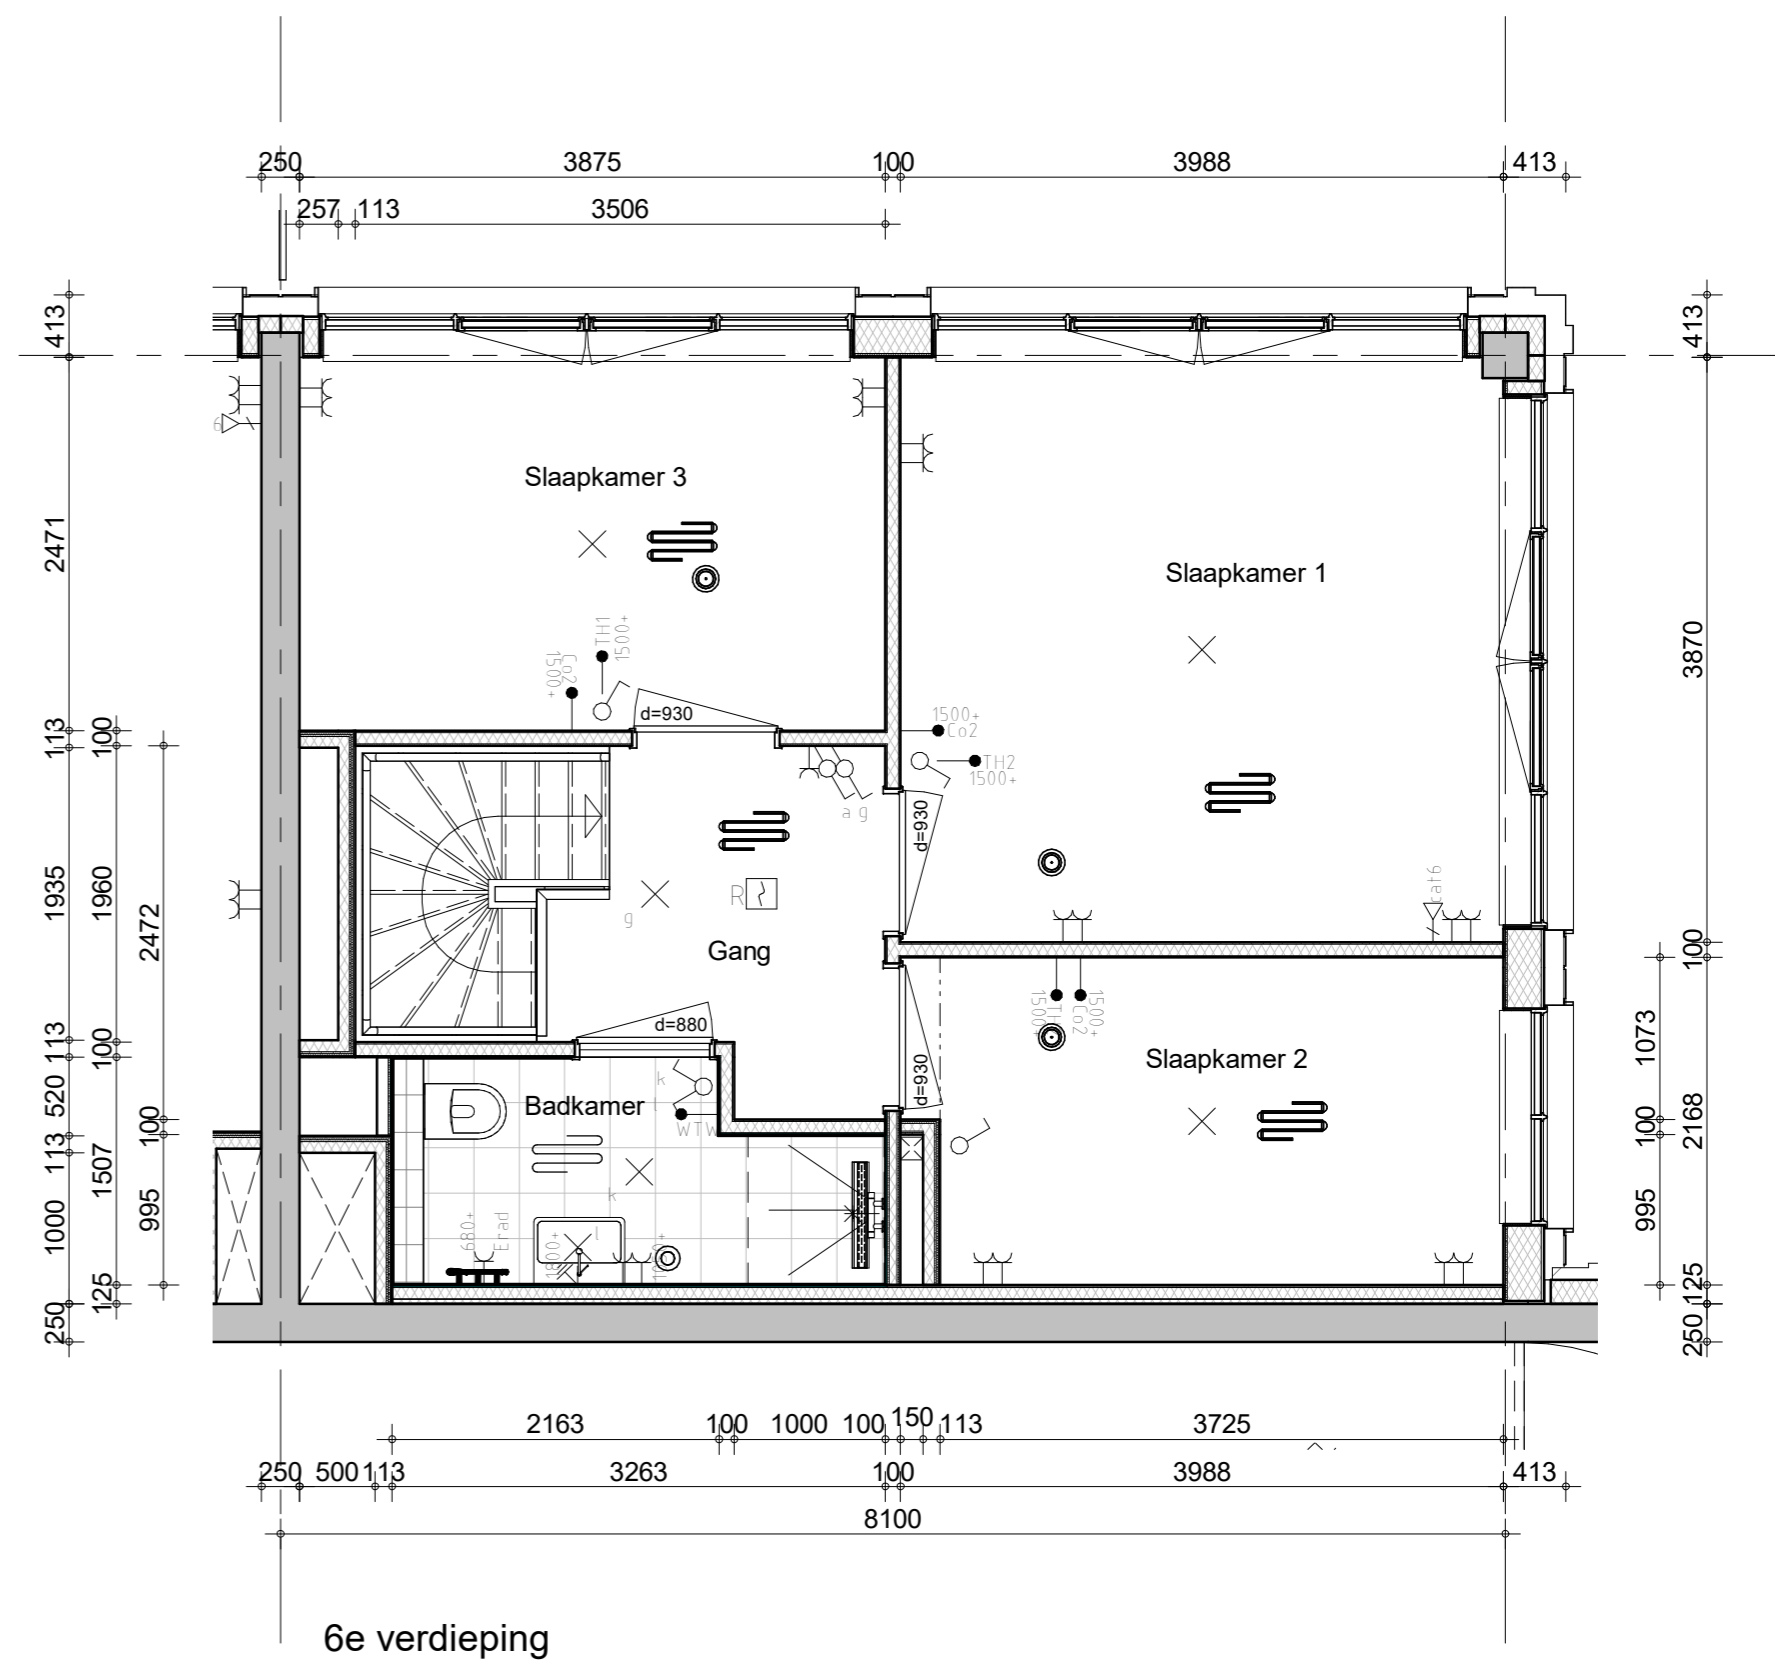 250 3875 100 3988 413
257 113 3506
413
413
6
Slaapkamer 3
Slaapkamer 1
2471
3870
TH1
1500+
Co2
1500+
d=930
1500+
Co2
TH2
1500+
113
100
a g
d=930
1935
1960
2472
cat6
g
R
Gang
100
d=880
113
100
1500+
1500+
Co2
1073
Slaapkamer 2
d=930
520
100
k
Badkamer
WTW
100
2168
113
1507
k
1000
995
680+
Erad
l
995
125
250
125
250
2163 100 1000 100 150 113 3725
250 500 113 3263 100 3988 413
8100
6e verdieping